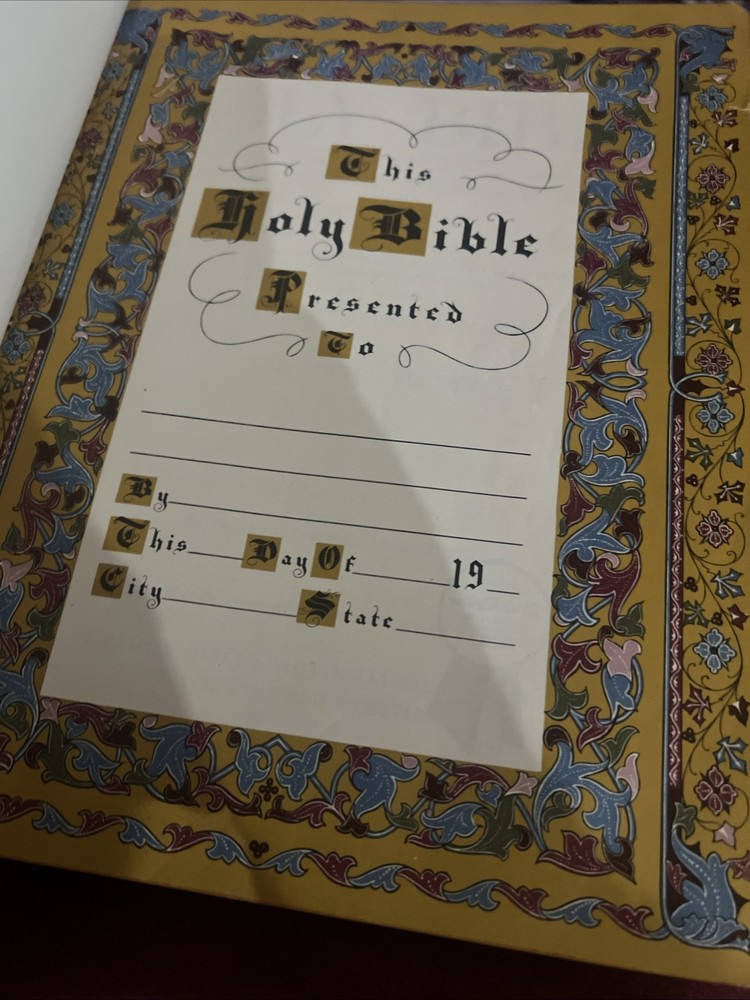 This
Holy Bible
Presented
To
By
This Day Of 19
City State